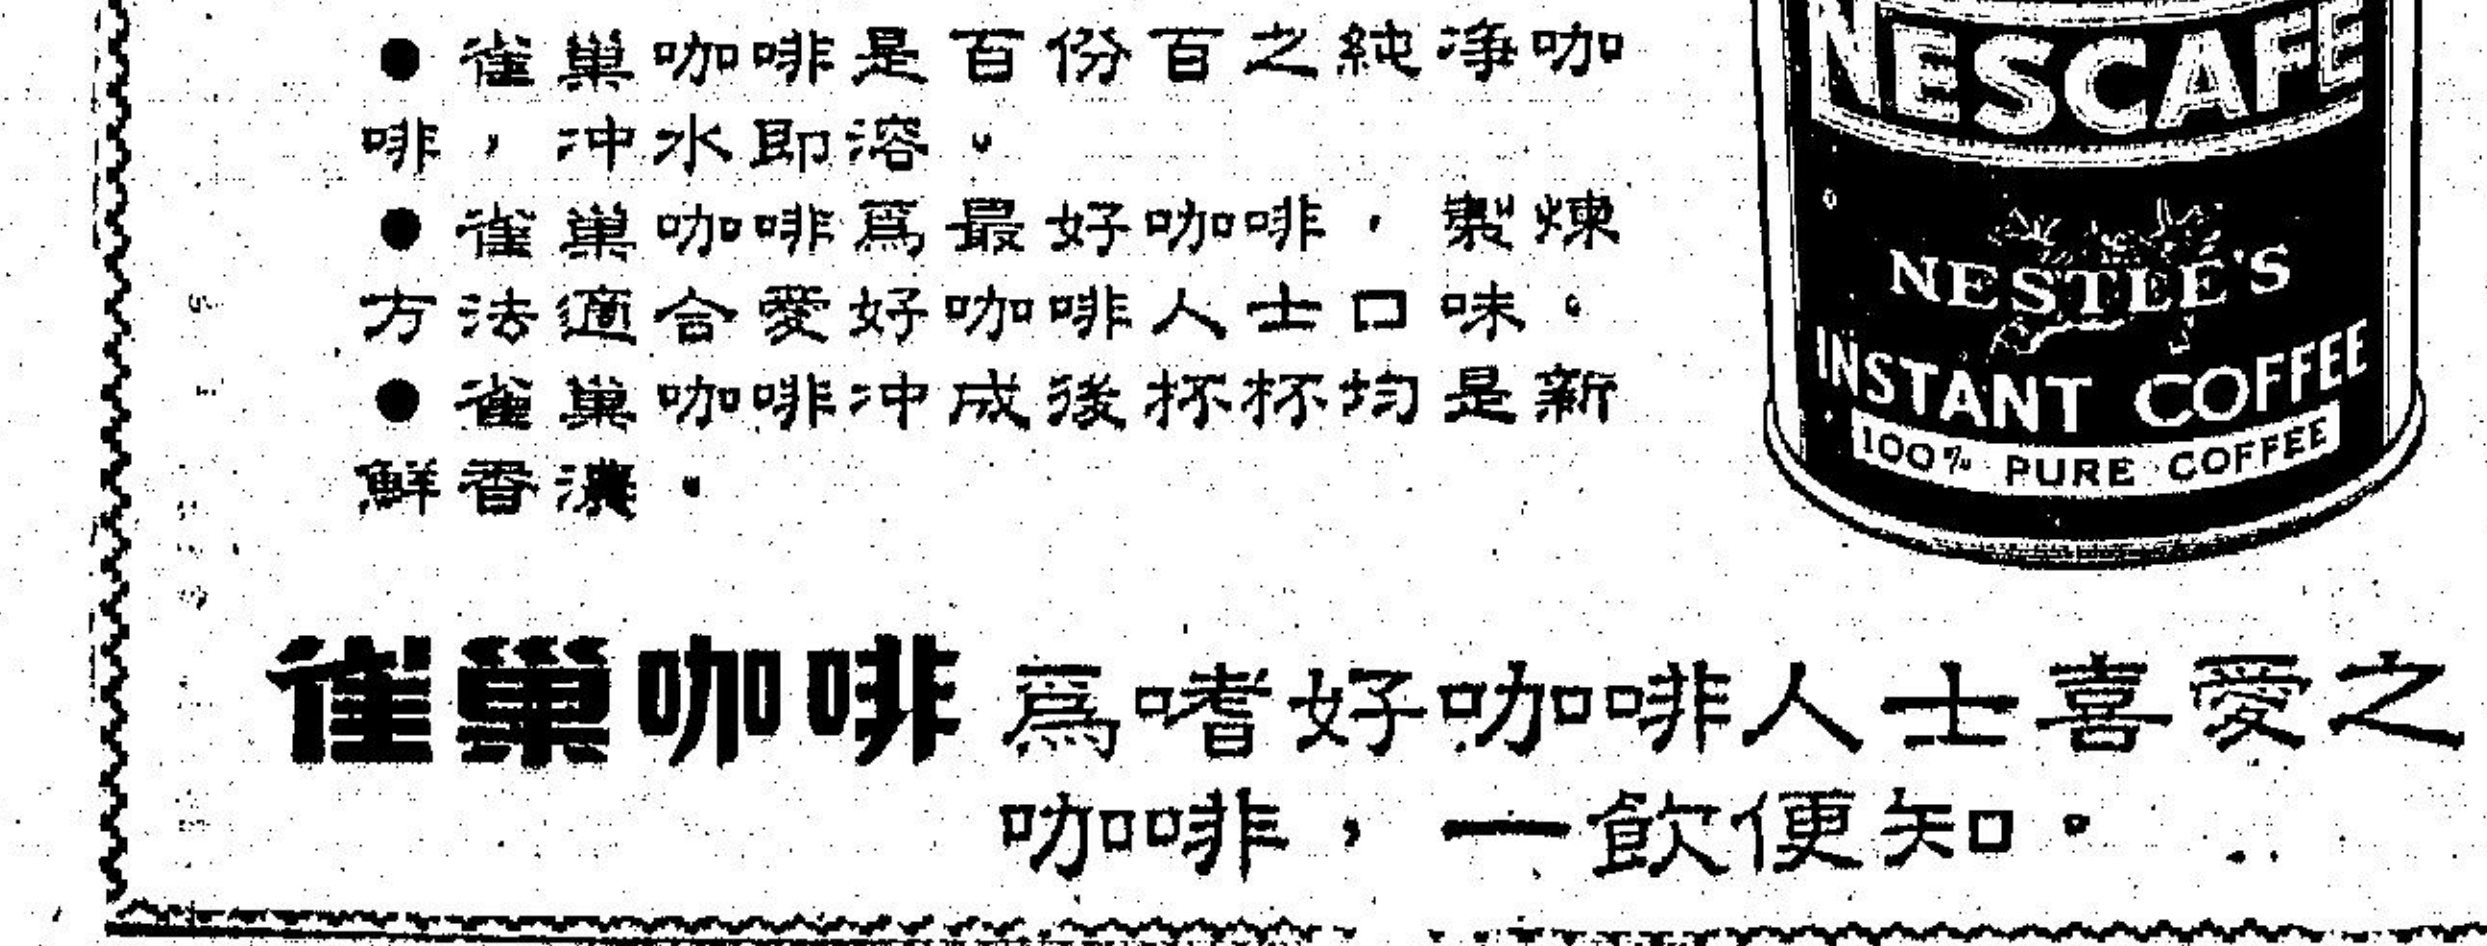 ●雀巢咖啡是百份百之純淨咖
啡，沖水即溶。
●雀巢咖啡爲最好咖啡，製煉
方法適合愛好咖啡人士口味。
●雀巢咖啡沖成後杯杯均是新
鮮香濃。
NESCAFE
NESTLE'S
INSTANT COFFEE
100% PURE COFFEE
雀巢咖啡爲嗜好咖啡人士喜愛之
咖啡，一飲便知。